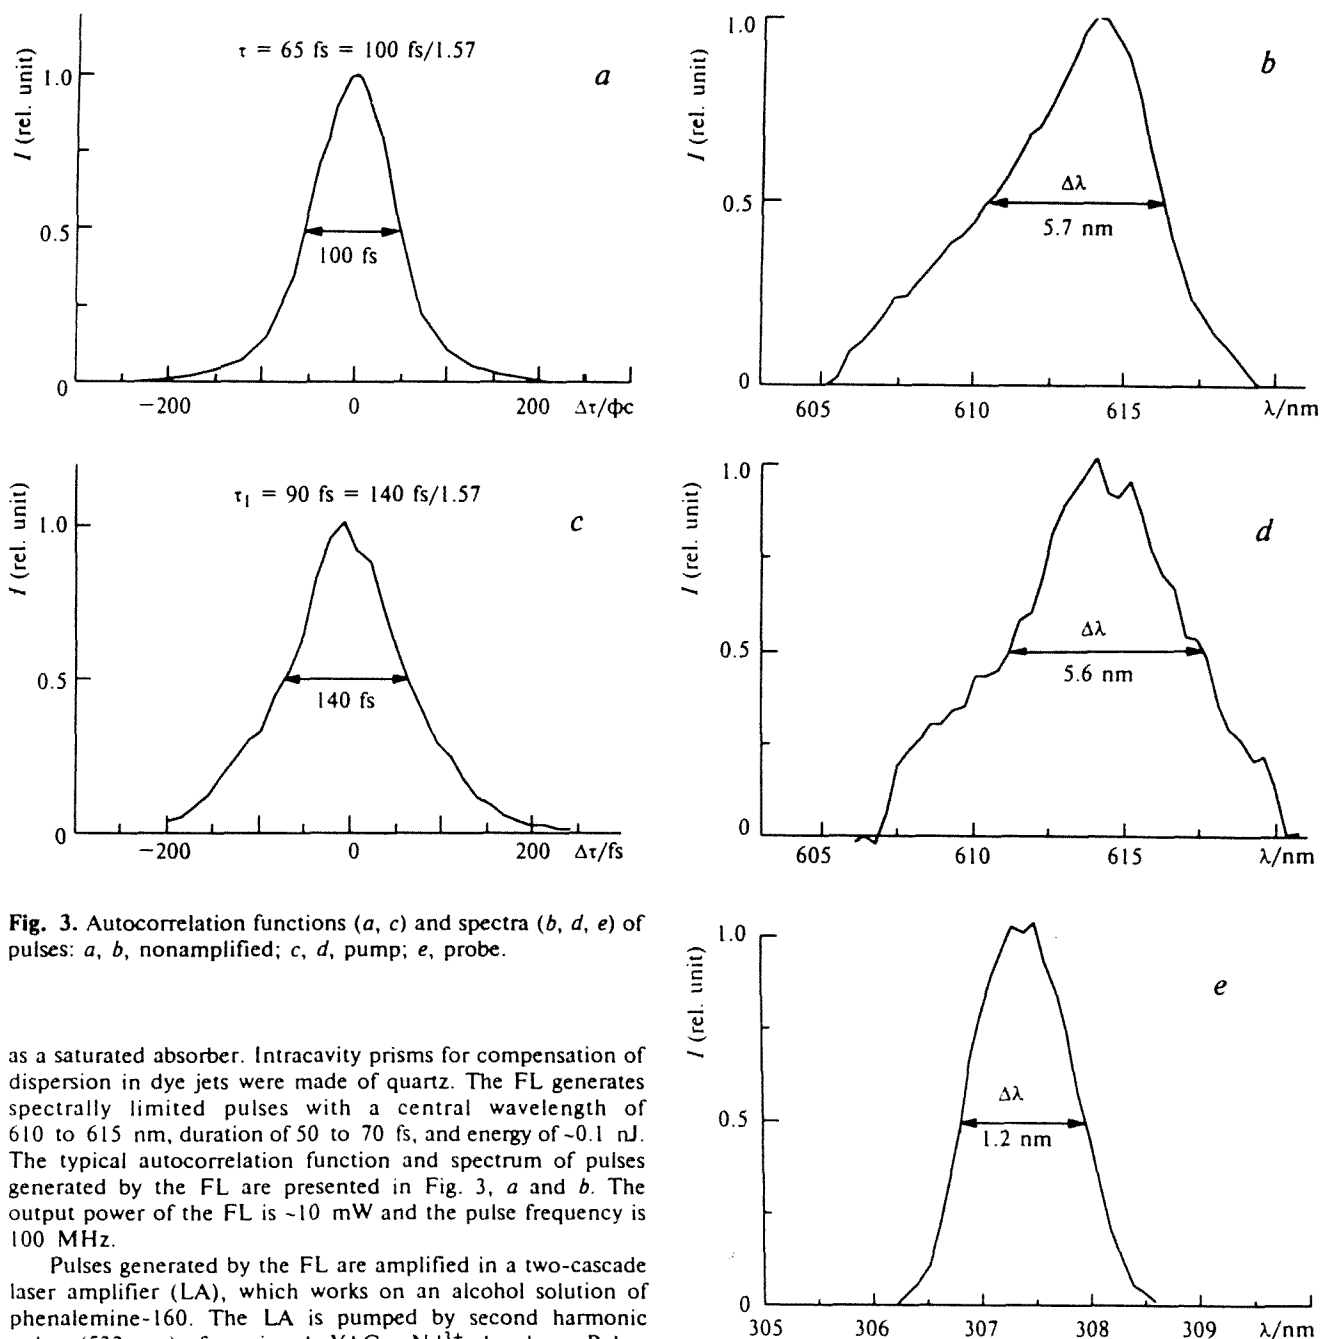 τ = 65 fs = 100 fs/1.57
a
I (rel. unit)
1.0
0.5
0
100 fs
−200
0
200
Δτ/фс
b
I (rel. unit)
1.0
0.5
0
Δλ
5.7 nm
605
610
615
λ/nm
τ₁ = 90 fs = 140 fs/1.57
c
I (rel. unit)
1.0
0.5
0
140 fs
−200
0
200
Δτ/fs
d
I (rel. unit)
1.0
0.5
0
Δλ
5.6 nm
605
610
615
λ/nm
Fig. 3. Autocorrelation functions (a, c) and spectra (b, d, e) of
pulses: a, b, nonamplified; c, d, pump; e, probe.
e
I (rel. unit)
1.0
0.5
0
Δλ
1.2 nm
305
306
307
308
309
λ/nm
as a saturated absorber. Intracavity prisms for compensation of
dispersion in dye jets were made of quartz. The FL generates
spectrally limited pulses with a central wavelength of
610 to 615 nm, duration of 50 to 70 fs, and energy of ~0.1 nJ.
The typical autocorrelation function and spectrum of pulses
generated by the FL are presented in Fig. 3, a and b. The
output power of the FL is ~10 mW and the pulse frequency is
100 MHz.
Pulses generated by the FL are amplified in a two-cascade
laser amplifier (LA), which works on an alcohol solution of
phenalemine-160. The LA is pumped by second harmonic